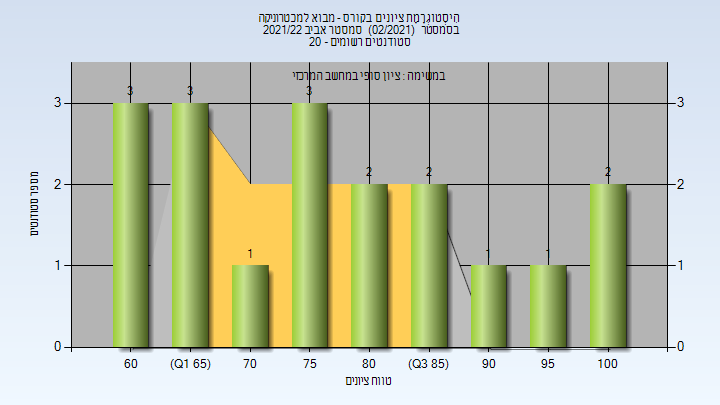 היסטוגרמת ציונים בקורס - מבוא למכטרוניקה
בסמסטר (02/2021) סמסטר אביב 2021/22
סטודנטים רשומים - 20
במשימה : ציון סופי במחשב המרכזי
3 3 1 3 2 2 1 1 2
3 3
2 2
1 1
0 0
מספר סטודנטים
60 (Q1 65) 70 75 80 (Q3 85) 90 95 100
טווח ציונים